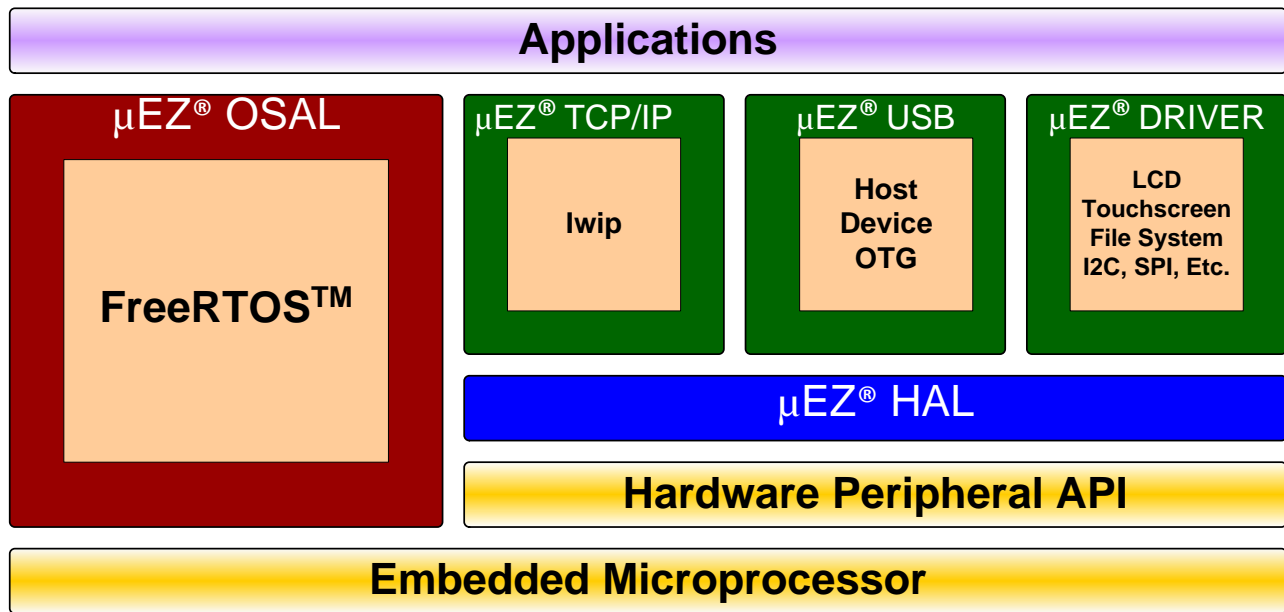 Applications
µEZ® OSAL
FreeRTOS™
µEZ® TCP/IP
lwip
µEZ® USB
Host
Device
OTG
µEZ® DRIVER
LCD
Touchscreen
File System
I2C, SPI, Etc.
µEZ® HAL
Hardware Peripheral API
Embedded Microprocessor